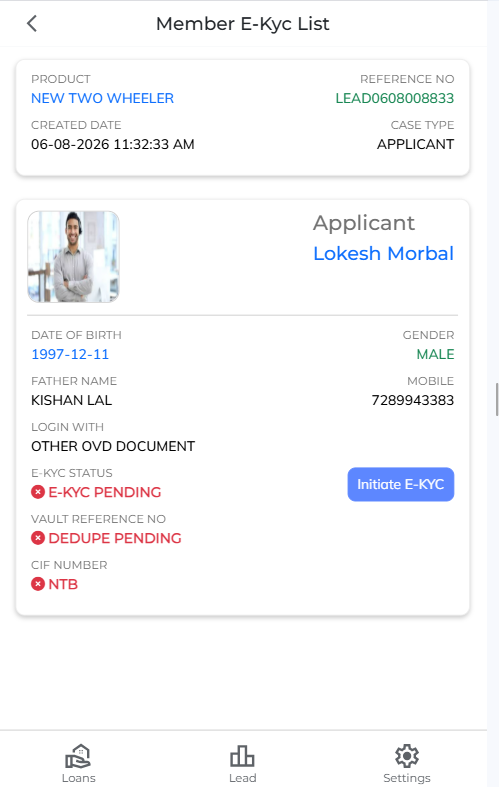 Member E-Kyc List
PRODUCT
REFERENCE NO
NEW TWO WHEELER
LEAD0608008833
CREATED DATE
CASE TYPE
06-08-2026 11:32:33 AM
APPLICANT
Applicant
Lokesh Morbal
DATE OF BIRTH
GENDER
1997-12-11
MALE
FATHER NAME
MOBILE
KISHAN LAL
7289943383
LOGIN WITH
OTHER OVD DOCUMENT
E-KYC STATUS
E-KYC PENDING
Initiate E-KYC
VAULT REFERENCE NO
DEDUPE PENDING
CIF NUMBER
NTB
Loans
Lead
Settings